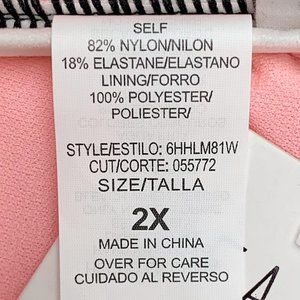 SELF
82% NYLON/NILON
18% ELASTANE/ELASTANO
LINING/FORRO
100% POLYESTER/
POLIESTER/
STYLE/ESTILO: 6HHLM81W
CUT/CORTE: 055772
SIZE/TALLA
2X
MADE IN CHINA
OVER FOR CARE
CUIDADO AL REVERSO